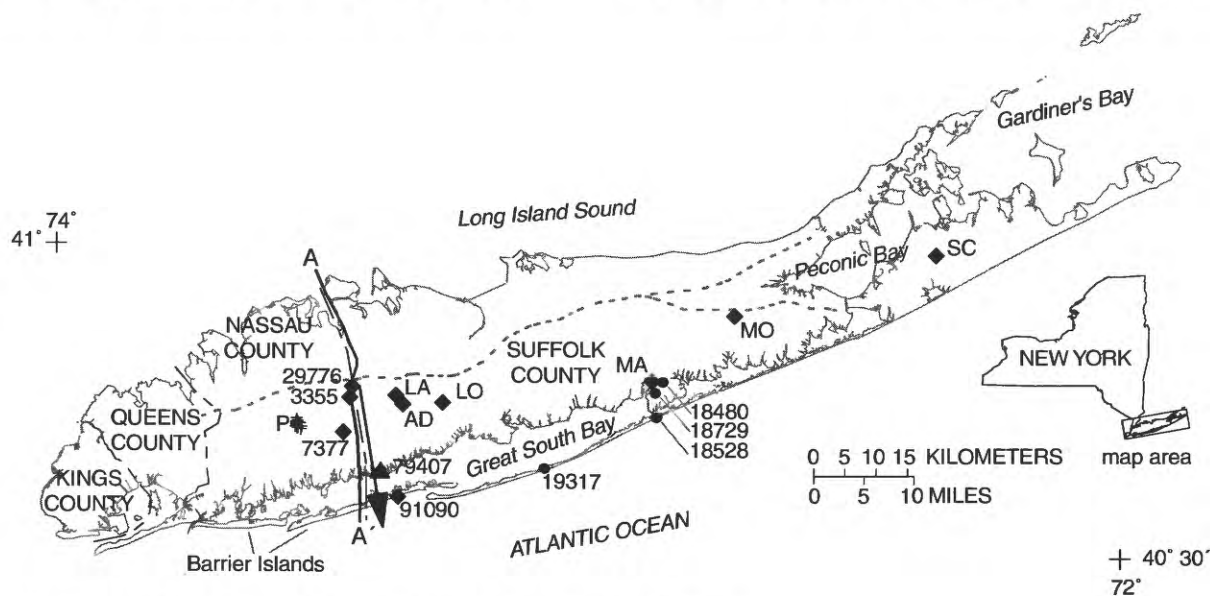 Gardiner's Bay
74°
41°
Long Island Sound
A
Peconic Bay
SC
NASSAU
COUNTY
MO
SUFFOLK
COUNTY
NEW YORK
29,776
3355
LA
LO
MA
AD
QUEENS
COUNTY
P
7377
18480
18729
18528
Great South Bay
79407
0 5 10 15 KILOMETERS
0 5 10 MILES
map area
KINGS
COUNTY
19317
91090
A'
ATLANTIC OCEAN
Barrier Islands
40° 30'
72°